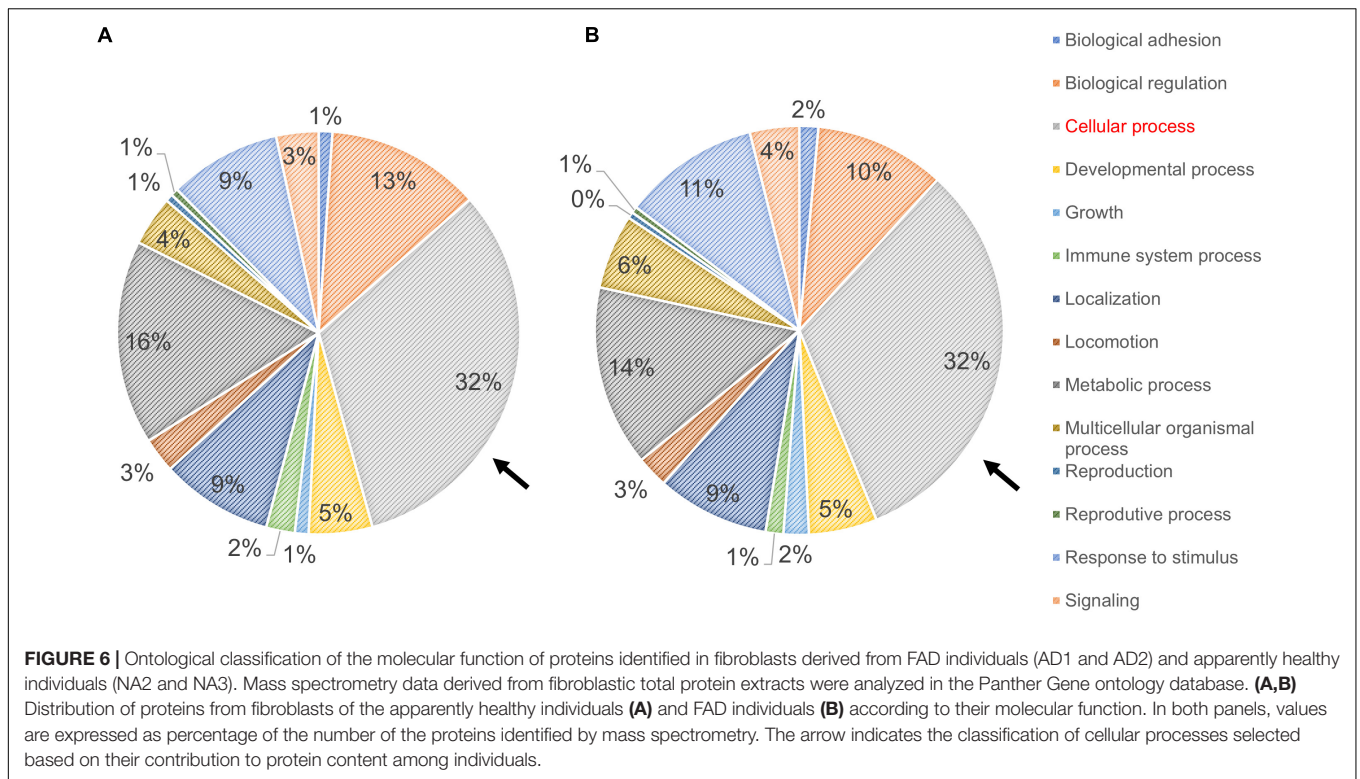 A
B
1%
13%
32%
5%
1%
2%
9%
3%
16%
4%
1%
1%
9%
3%
2%
10%
32%
5%
2%
1%
9%
3%
14%
6%
0%
1%
11%
4%
Biological adhesion
Biological regulation
Cellular process
Developmental process
Growth
Immune system process
Localization
Locomotion
Metabolic process
Multicellular organismal
process
Reproduction
Reprodutive process
Response to stimulus
Signaling
FIGURE 6 | Ontological classification of the molecular function of proteins identified in fibroblasts derived from FAD individuals (AD1 and AD2) and apparently healthy
individuals (NA2 and NA3). Mass spectrometry data derived from fibroblastic total protein extracts were analyzed in the Panther Gene ontology database. (A,B)
Distribution of proteins from fibroblasts of the apparently healthy individuals (A) and FAD individuals (B) according to their molecular function. In both panels, values
are expressed as percentage of the number of the proteins identified by mass spectrometry. The arrow indicates the classification of cellular processes selected
based on their contribution to protein content among individuals.